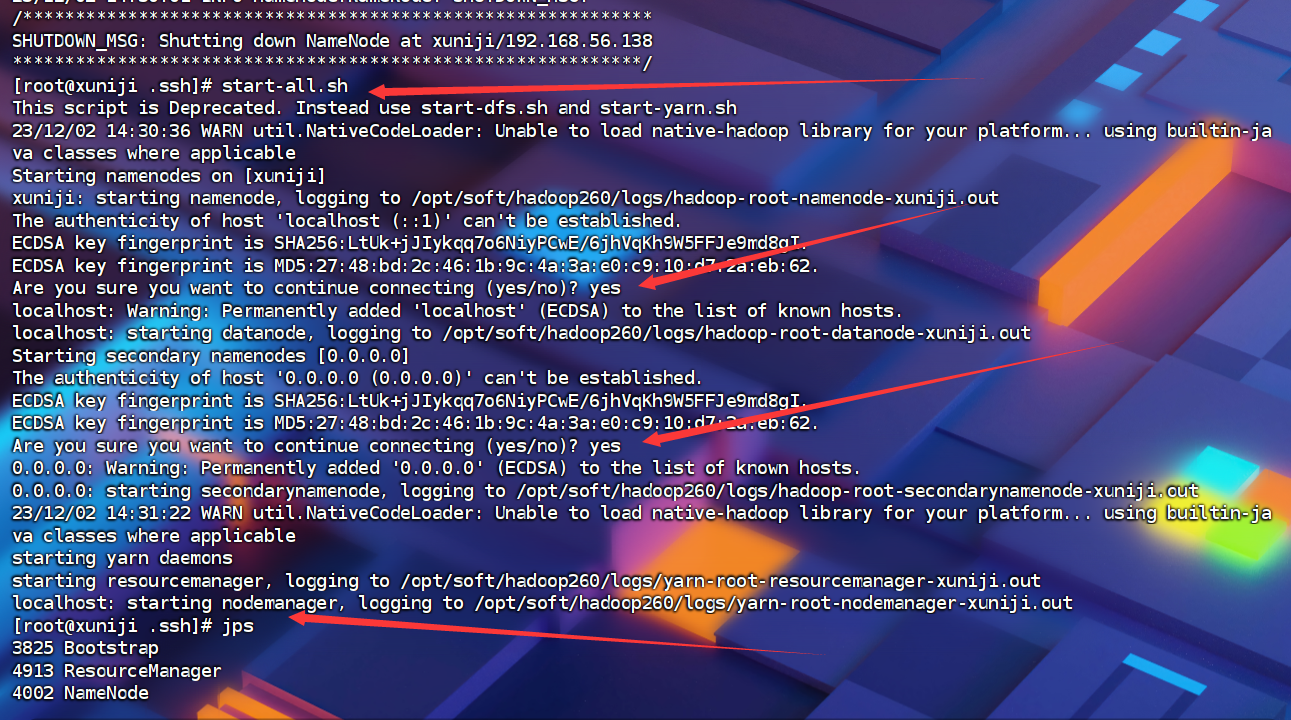 /************************************************************
SHUTDOWN_MSG: Shutting down NameNode at xuniji/192.168.56.138
************************************************************/
[root@xuniji .ssh]# start-all.sh
This script is Deprecated. Instead use start-dfs.sh and start-yarn.sh
23/12/02 14:30:36 WARN util.NativeCodeLoader: Unable to load native-hadoop library for your platform... using builtin-ja
va classes where applicable
Starting namenodes on [xuniji]
xuniji: starting namenode, logging to /opt/soft/hadoop260/logs/hadoop-root-namenode-xuniji.out
The authenticity of host 'localhost (::1)' can't be established.
ECDSA key fingerprint is SHA256:LtUk+jJIykqq7o6NiyPCwE/6jhVqKh9W5FFJe9md8gI.
ECDSA key fingerprint is MD5:27:48:bd:2c:46:1b:9c:4a:3a:e0:c9:10:d7:2a:eb:62.
Are you sure you want to continue connecting (yes/no)? yes
localhost: Warning: Permanently added 'localhost' (ECDSA) to the list of known hosts.
localhost: starting datanode, logging to /opt/soft/hadoop260/logs/hadoop-root-datanode-xuniji.out
Starting secondary namenodes [0.0.0.0]
The authenticity of host '0.0.0.0 (0.0.0.0)' can't be established.
ECDSA key fingerprint is SHA256:LtUk+jJIykqq7o6NiyPCwE/6jhVqKh9W5FFJe9md8gI.
ECDSA key fingerprint is MD5:27:48:bd:2c:46:1b:9c:4a:3a:e0:c9:10:d7:2a:eb:62.
Are you sure you want to continue connecting (yes/no)? yes
0.0.0.0: Warning: Permanently added '0.0.0.0' (ECDSA) to the list of known hosts.
0.0.0.0: starting secondarynamenode, logging to /opt/soft/hadoop260/logs/hadoop-root-secondarynamenode-xuniji.out
23/12/02 14:31:22 WARN util.NativeCodeLoader: Unable to load native-hadoop library for your platform... using builtin-ja
va classes where applicable
starting yarn daemons
starting resourcemanager, logging to /opt/soft/hadoop260/logs/yarn-root-resourcemanager-xuniji.out
localhost: starting nodemanager, logging to /opt/soft/hadoop260/logs/yarn-root-nodemanager-xuniji.out
[root@xuniji .ssh]# jps
3825 Bootstrap
4913 ResourceManager
4002 NameNode